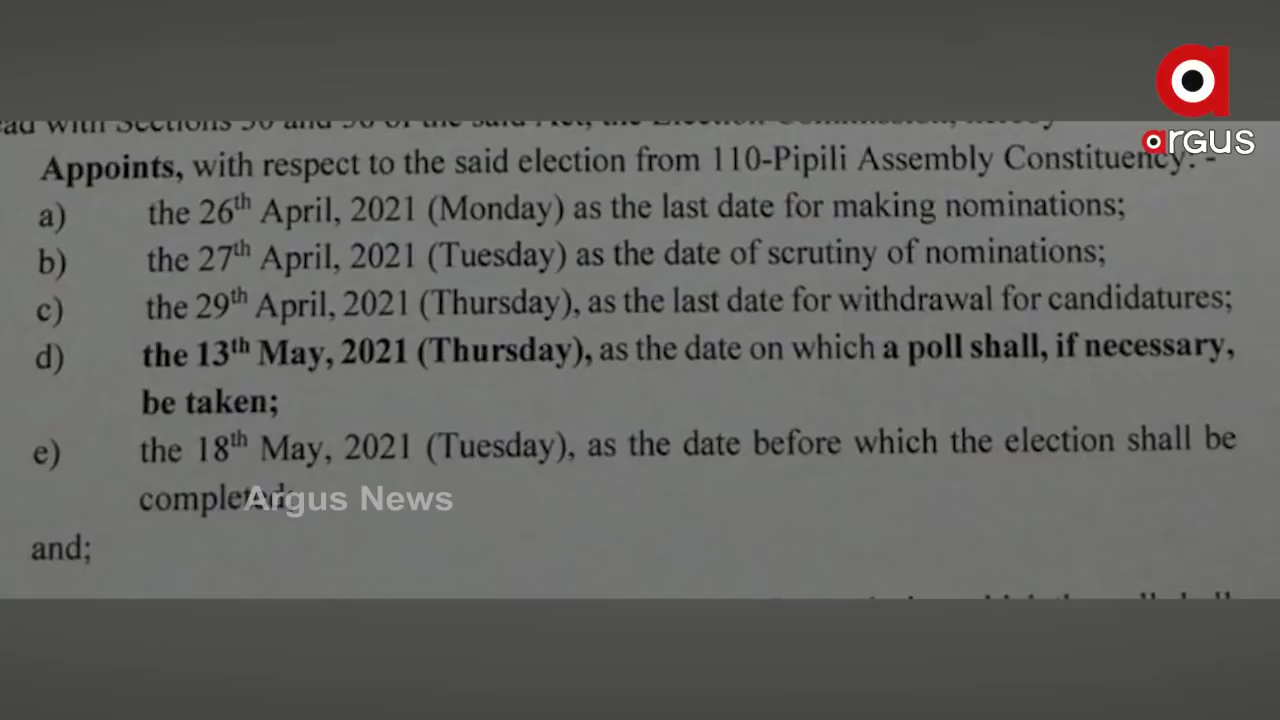 argus
Appoints, with respect to the said election from 110-Pipili Assembly Constituency: -
a) the 26th April, 2021 (Monday) as the last date for making nominations;
b) the 27th April, 2021 (Tuesday) as the date of scrutiny of nominations;
c) the 29th April, 2021 (Thursday), as the last date for withdrawal for candidatures;
d) the 13th May, 2021 (Thursday), as the date on which a poll shall, if necessary,
be taken;
e) the 18th May, 2021 (Tuesday), as the date before which the election shall be
completed;
Argus News
and;